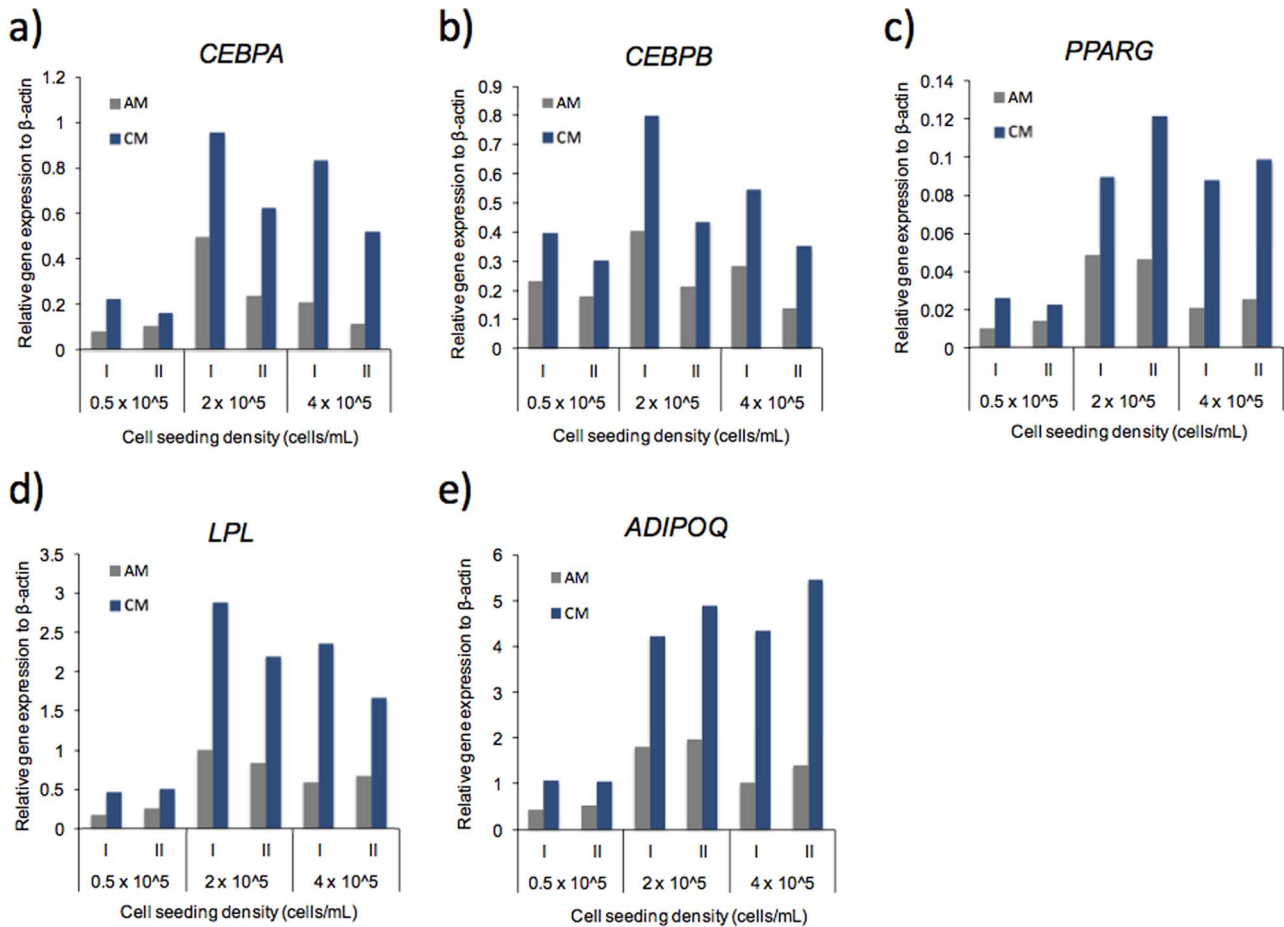 a)
CEBPA
Relative gene expression to β-actin
1.2
1
0.8
0.6
0.4
0.2
0
AM
CM
I II I II I II
0.5 x 10^5 2 x 10^5 4 x 10^5
Cell seeding density (cells/mL)
b)
CEBPB
Relative gene expression to β-actin
0.9
0.8
0.7
0.6
0.5
0.4
0.3
0.2
0.1
0
AM
CM
I II I II I II
0.5 x 10^5 2 x 10^5 4 x 10^5
Cell seeding density (cells/mL)
c)
PPARG
Relative gene expression to β-actin
0.14
0.12
0.1
0.08
0.06
0.04
0.02
0
AM
CM
I II I II I II
0.5 x 10^5 2 x 10^5 4 x 10^5
Cell seeding density (cells/mL)
d)
LPL
Relative gene expression to β-actin
3.5
3
2.5
2
1.5
1
0.5
0
AM
CM
I II I II I II
0.5 x 10^5 2 x 10^5 4 x 10^5
Cell seeding density (cells/mL)
e)
ADIPOQ
Relative gene expression to β-actin
6
5
4
3
2
1
0
AM
CM
I II I II I II
0.5 x 10^5 2 x 10^5 4 x 10^5
Cell seeding density (cells/mL)